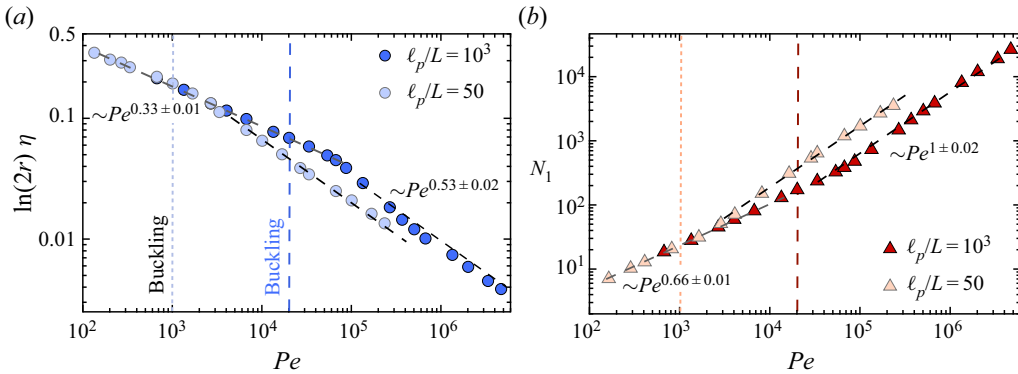 (a)
0.5
0.1
0.01
ln(2r) η
ℓp/L = 10^3
ℓp/L = 50
~Pe^0.33 ± 0.01
~Pe^0.53 ± 0.02
Buckling
Buckling
10^2 10^3 10^4 10^5 10^6
Pe
(b)
10^4
10^3
10^2
10^1
N1
~Pe^1 ± 0.02
~Pe^0.66 ± 0.01
ℓp/L = 10^3
ℓp/L = 50
10^2 10^3 10^4 10^5 10^6
Pe